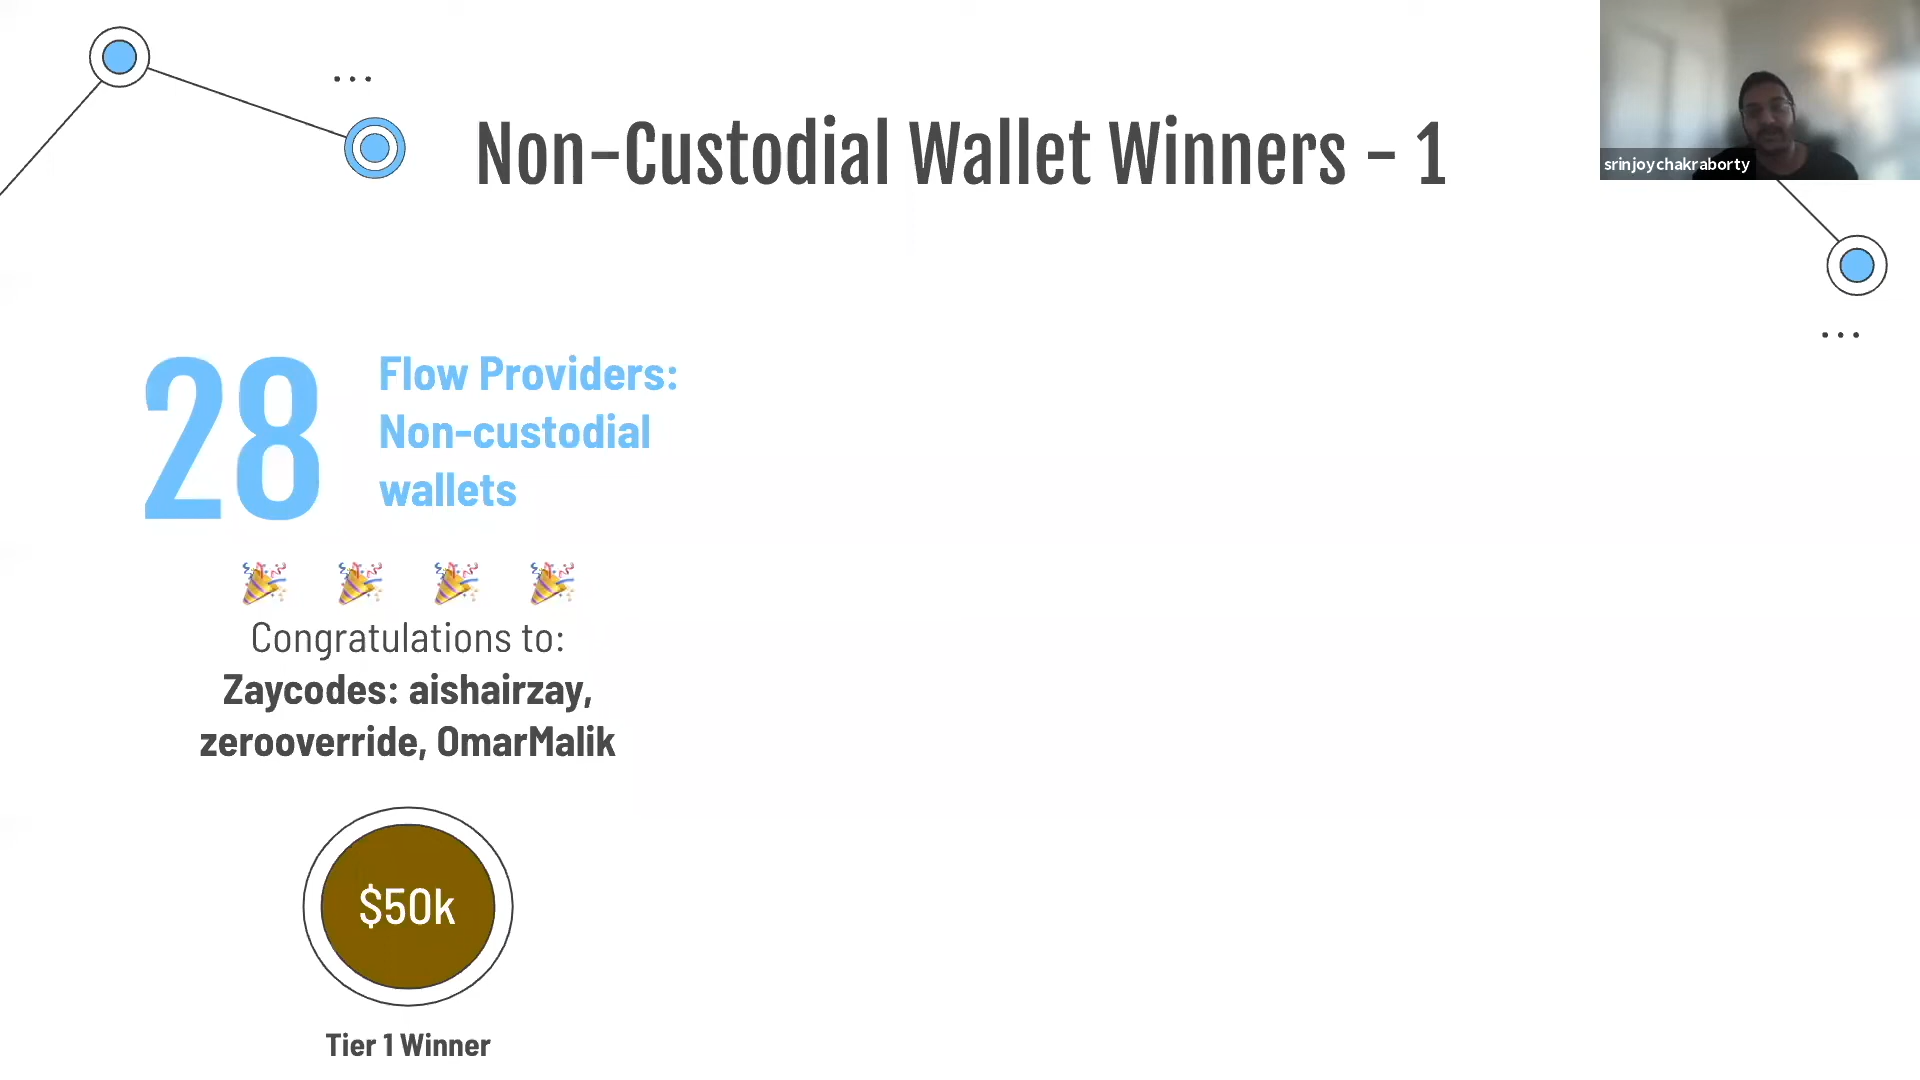 Non-Custodial Wallet Winners - 1
srinjoychakraborty
28
Flow Providers:
Non-custodial
wallets
Congratulations to:
Zaycodes: aishairzay,
zerooverride, OmarMalik
$50k
Tier 1 Winner